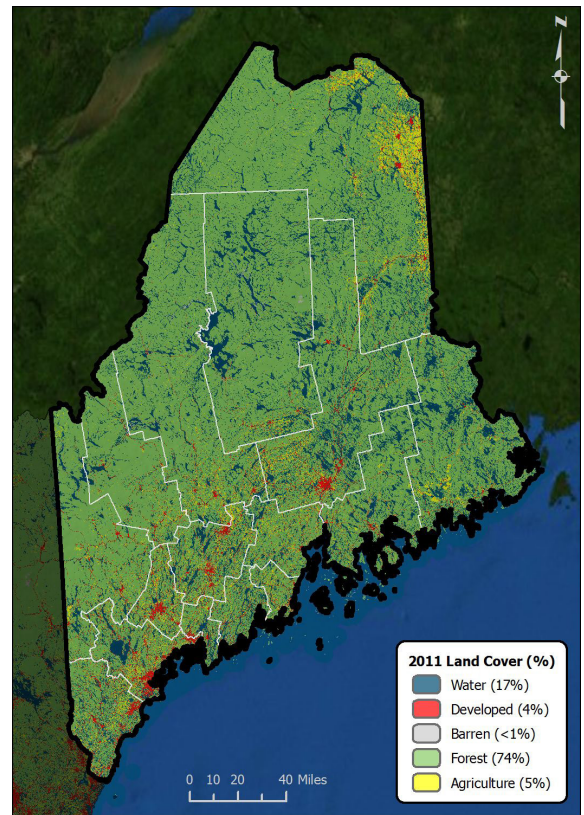 N
2011 Land Cover (%)
Water (17%)
Developed (4%)
Barren (<1%)
Forest (74%)
Agriculture (5%)
0 10 20 40 Miles